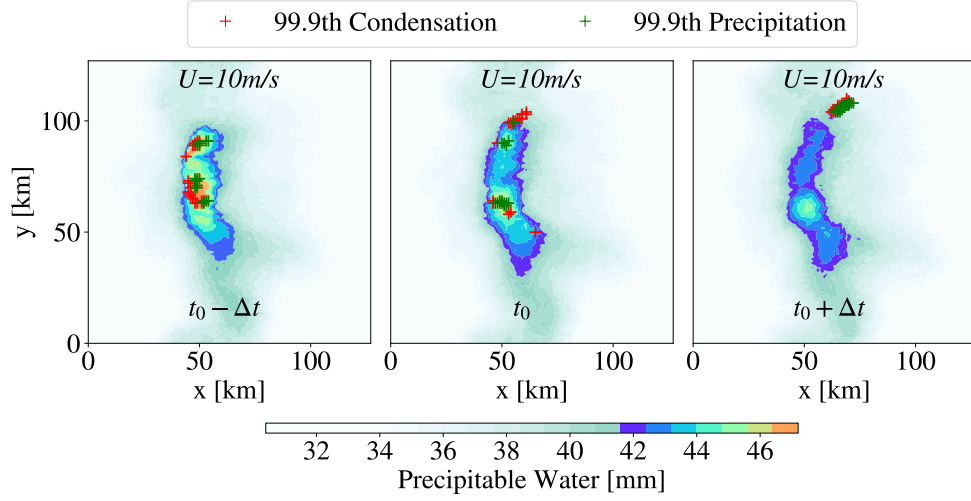 99.9th Condensation 99.9th Precipitation
U=10m/s U=10m/s U=10m/s
100
50
0
y [km]
t₀ − Δt t₀ t₀ + Δt
0 50 100 0 50 100 0 50 100
x [km] x [km] x [km]
32 34 36 38 40 42 44 46
Precipitable Water [mm]